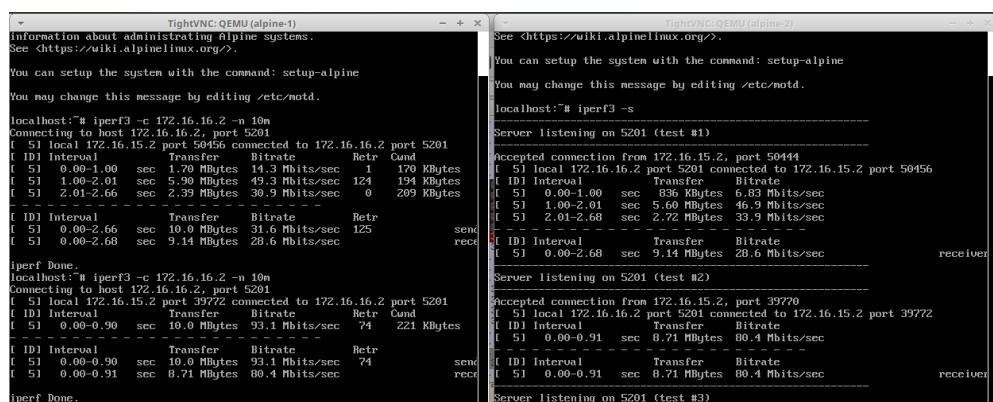 TightVNC: QEMU (alpine-1)
information about administrating Alpine systems.
See <https://wiki.alpinelinux.org/>.
You can setup the system with the command: setup-alpine
You may change this message by editing /etc/motd.
localhost:~# iperf3 -c 172.16.16.2 -n 10m
Connecting to host 172.16.16.2, port 5201
[  5] local 172.16.15.2 port 50456 connected to 172.16.16.2 port 5201
[ ID] Interval           Transfer     Bitrate         Retr  Cwnd
[  5]   0.00-1.00   sec  1.70 MBytes  14.3 Mbits/sec    1    170 KBytes
[  5]   1.00-2.01   sec  5.90 MBytes  49.3 Mbits/sec  124    194 KBytes
[  5]   2.01-2.66   sec  2.39 MBytes  30.9 Mbits/sec    0    209 KBytes
- - - - - - - - - - - - - - - - - - - - - - - - -
[ ID] Interval           Transfer     Bitrate         Retr
[  5]   0.00-2.66   sec  10.0 MBytes  31.6 Mbits/sec  125             send
[  5]   0.00-2.68   sec  9.14 MBytes  28.6 Mbits/sec                  rece
iperf Done.
localhost:~# iperf3 -c 172.16.16.2 -n 10m
Connecting to host 172.16.16.2, port 5201
[  5] local 172.16.15.2 port 39772 connected to 172.16.16.2 port 5201
[ ID] Interval           Transfer     Bitrate         Retr  Cwnd
[  5]   0.00-0.90   sec  10.0 MBytes  93.1 Mbits/sec   74    221 KBytes
- - - - - - - - - - - - - - - - - - - - - - - - -
[ ID] Interval           Transfer     Bitrate         Retr
[  5]   0.00-0.90   sec  10.0 MBytes  93.1 Mbits/sec   74             send
[  5]   0.00-0.91   sec  8.71 MBytes  80.4 Mbits/sec                  rece
iperf Done.
TightVNC: QEMU (alpine-2)
See <https://wiki.alpinelinux.org/>.
You can setup the system with the command: setup-alpine
You may change this message by editing /etc/motd.
localhost:~# iperf3 -s
-----------------------------------------------------------
Server listening on 5201 (test #1)
-----------------------------------------------------------
Accepted connection from 172.16.15.2, port 50444
[  5] local 172.16.16.2 port 5201 connected to 172.16.15.2 port 50456
[ ID] Interval           Transfer     Bitrate
[  5]   0.00-1.00   sec   836 KBytes  6.83 Mbits/sec
[  5]   1.00-2.01   sec  5.60 MBytes  46.9 Mbits/sec
[  5]   2.01-2.68   sec  2.72 MBytes  33.9 Mbits/sec
- - - - - - - - - - - - - - - - - - - - - - - - -
[ ID] Interval           Transfer     Bitrate
[  5]   0.00-2.68   sec  9.14 MBytes  28.6 Mbits/sec                  receiver
-----------------------------------------------------------
Server listening on 5201 (test #2)
-----------------------------------------------------------
Accepted connection from 172.16.15.2, port 39770
[  5] local 172.16.16.2 port 5201 connected to 172.16.15.2 port 39772
[ ID] Interval           Transfer     Bitrate
[  5]   0.00-0.91   sec  8.71 MBytes  80.4 Mbits/sec
- - - - - - - - - - - - - - - - - - - - - - - - -
[ ID] Interval           Transfer     Bitrate
[  5]   0.00-0.91   sec  8.71 MBytes  80.4 Mbits/sec                  receiver
-----------------------------------------------------------
Server listening on 5201 (test #3)